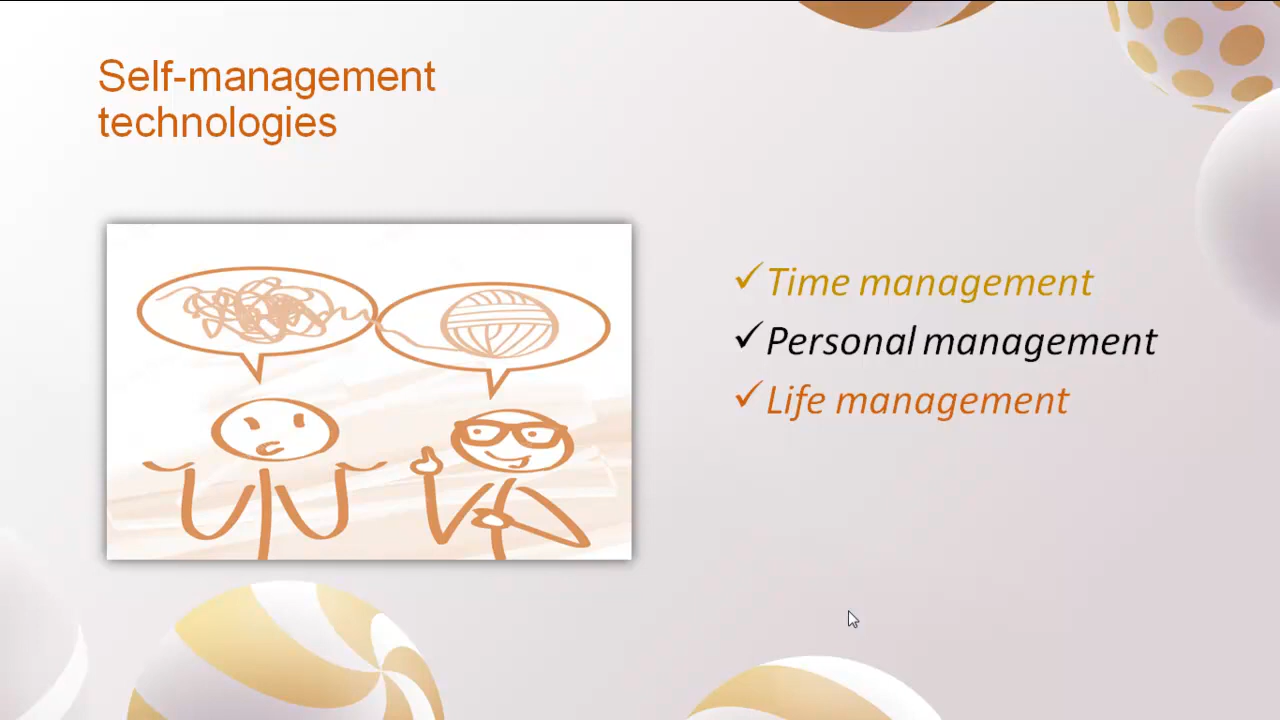 Self-management
technologies
✓Time management
✓Personal management
✓Life management